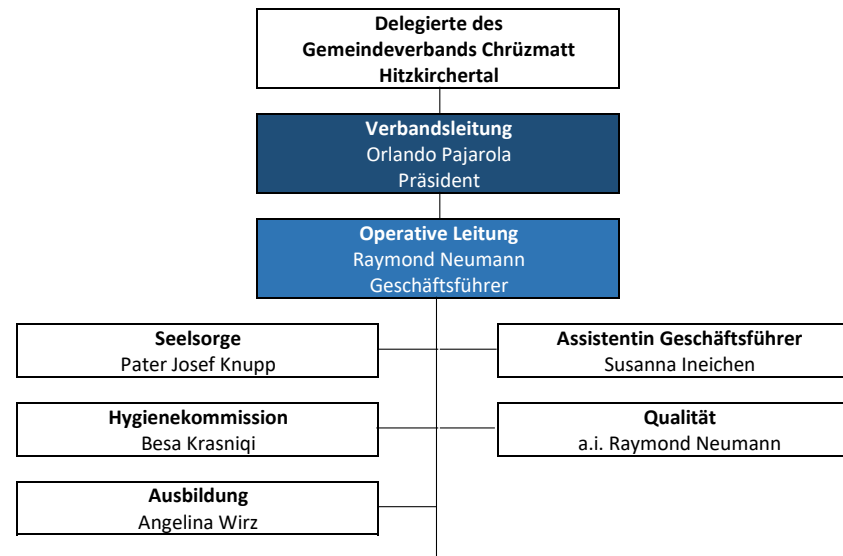 Delegierte des
Gemeindeverbands Chrüzmatt
Hitzkirchertal
Verbandsleitung
Orlando Pajarola
Präsident
Operative Leitung
Raymond Neumann
Geschäftsführer
Seelsorge
Pater Josef Knupp
Assistentin Geschäftsführer
Susanna Ineichen
Hygienekommission
Besa Krasniqi
Qualität
a.i. Raymond Neumann
Ausbildung
Angelina Wirz